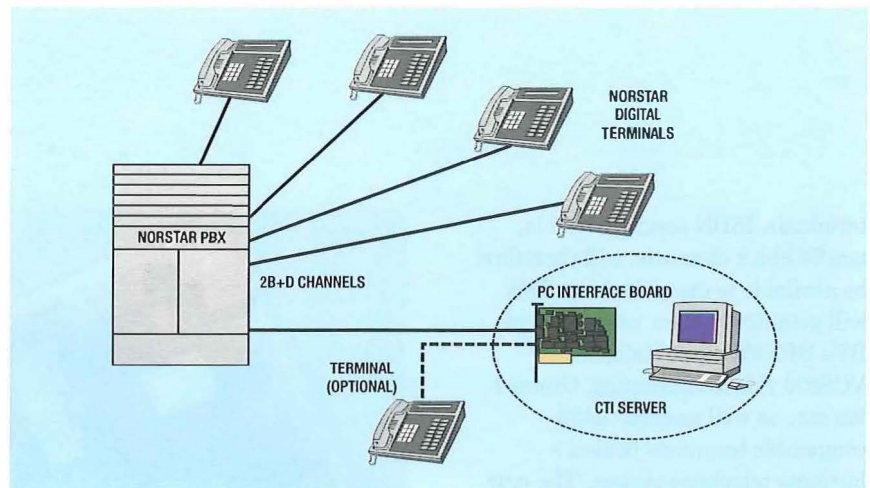 NORSTAR
DIGITAL
TERMINALS
NORSTAR PBX
2B+D CHANNELS
PC INTERFACE BOARD
TERMINAL
(OPTIONAL)
CTI SERVER